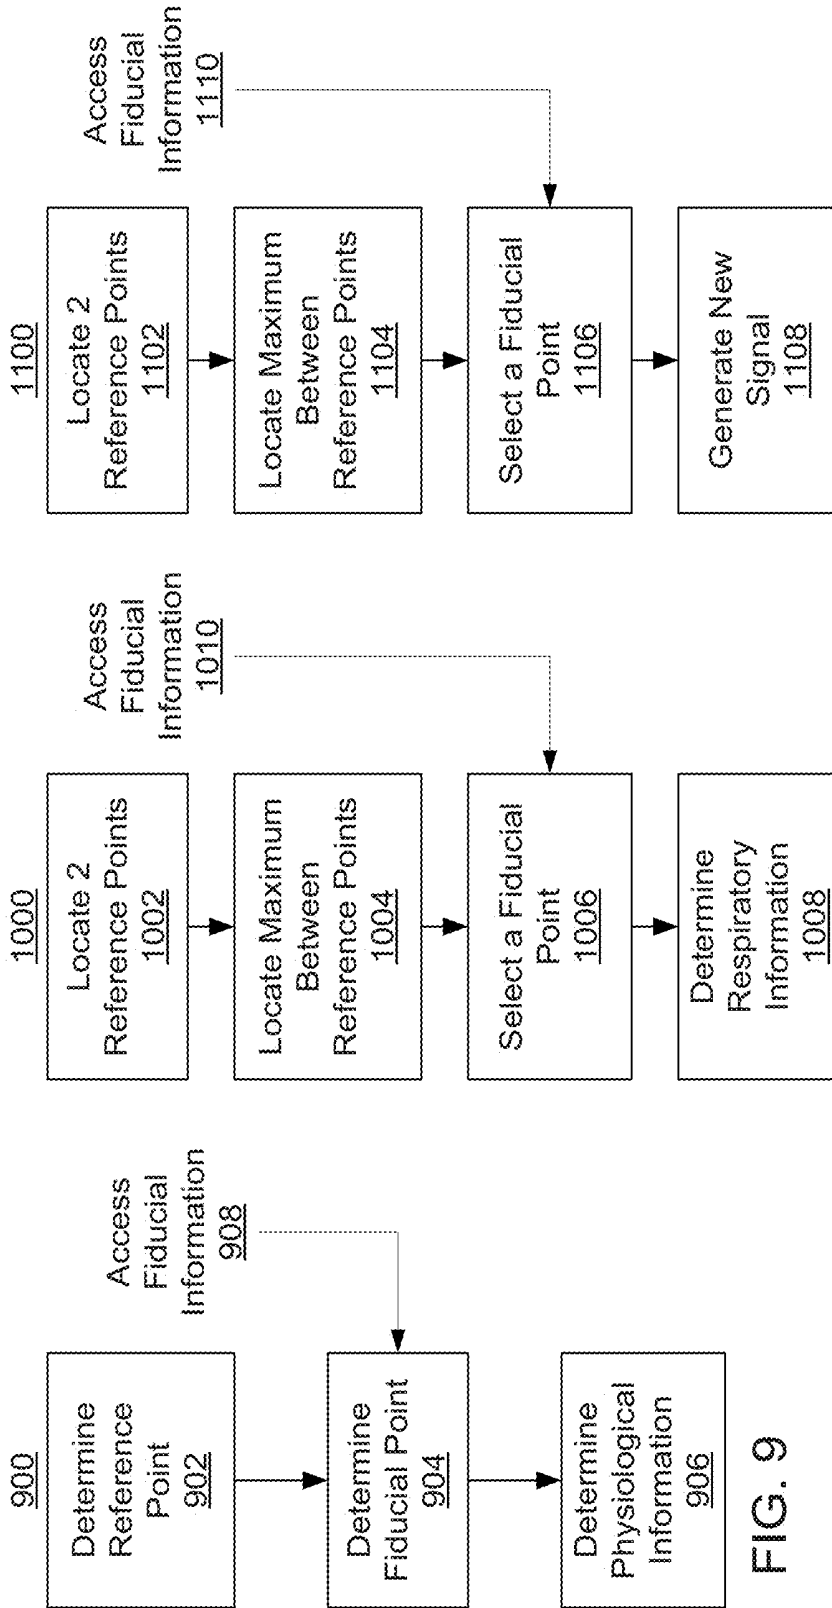 900
Determine
Reference
Point
902
Access
Fiducial
Information
908
Determine
Fiducial Point
904
Determine
Physiological
Information
906
FIG. 9
1000
Locate 2
Reference Points
1002
Locate Maximum
Between
Reference Points
1004
Access
Fiducial
Information
1010
Select a Fiducial
Point
1006
Determine
Respiratory
Information
1008
1100
Locate 2
Reference Points
1102
Locate Maximum
Between
Reference Points
1104
Access
Fiducial
Information
1110
Select a Fiducial
Point
1106
Generate New
Signal
1108